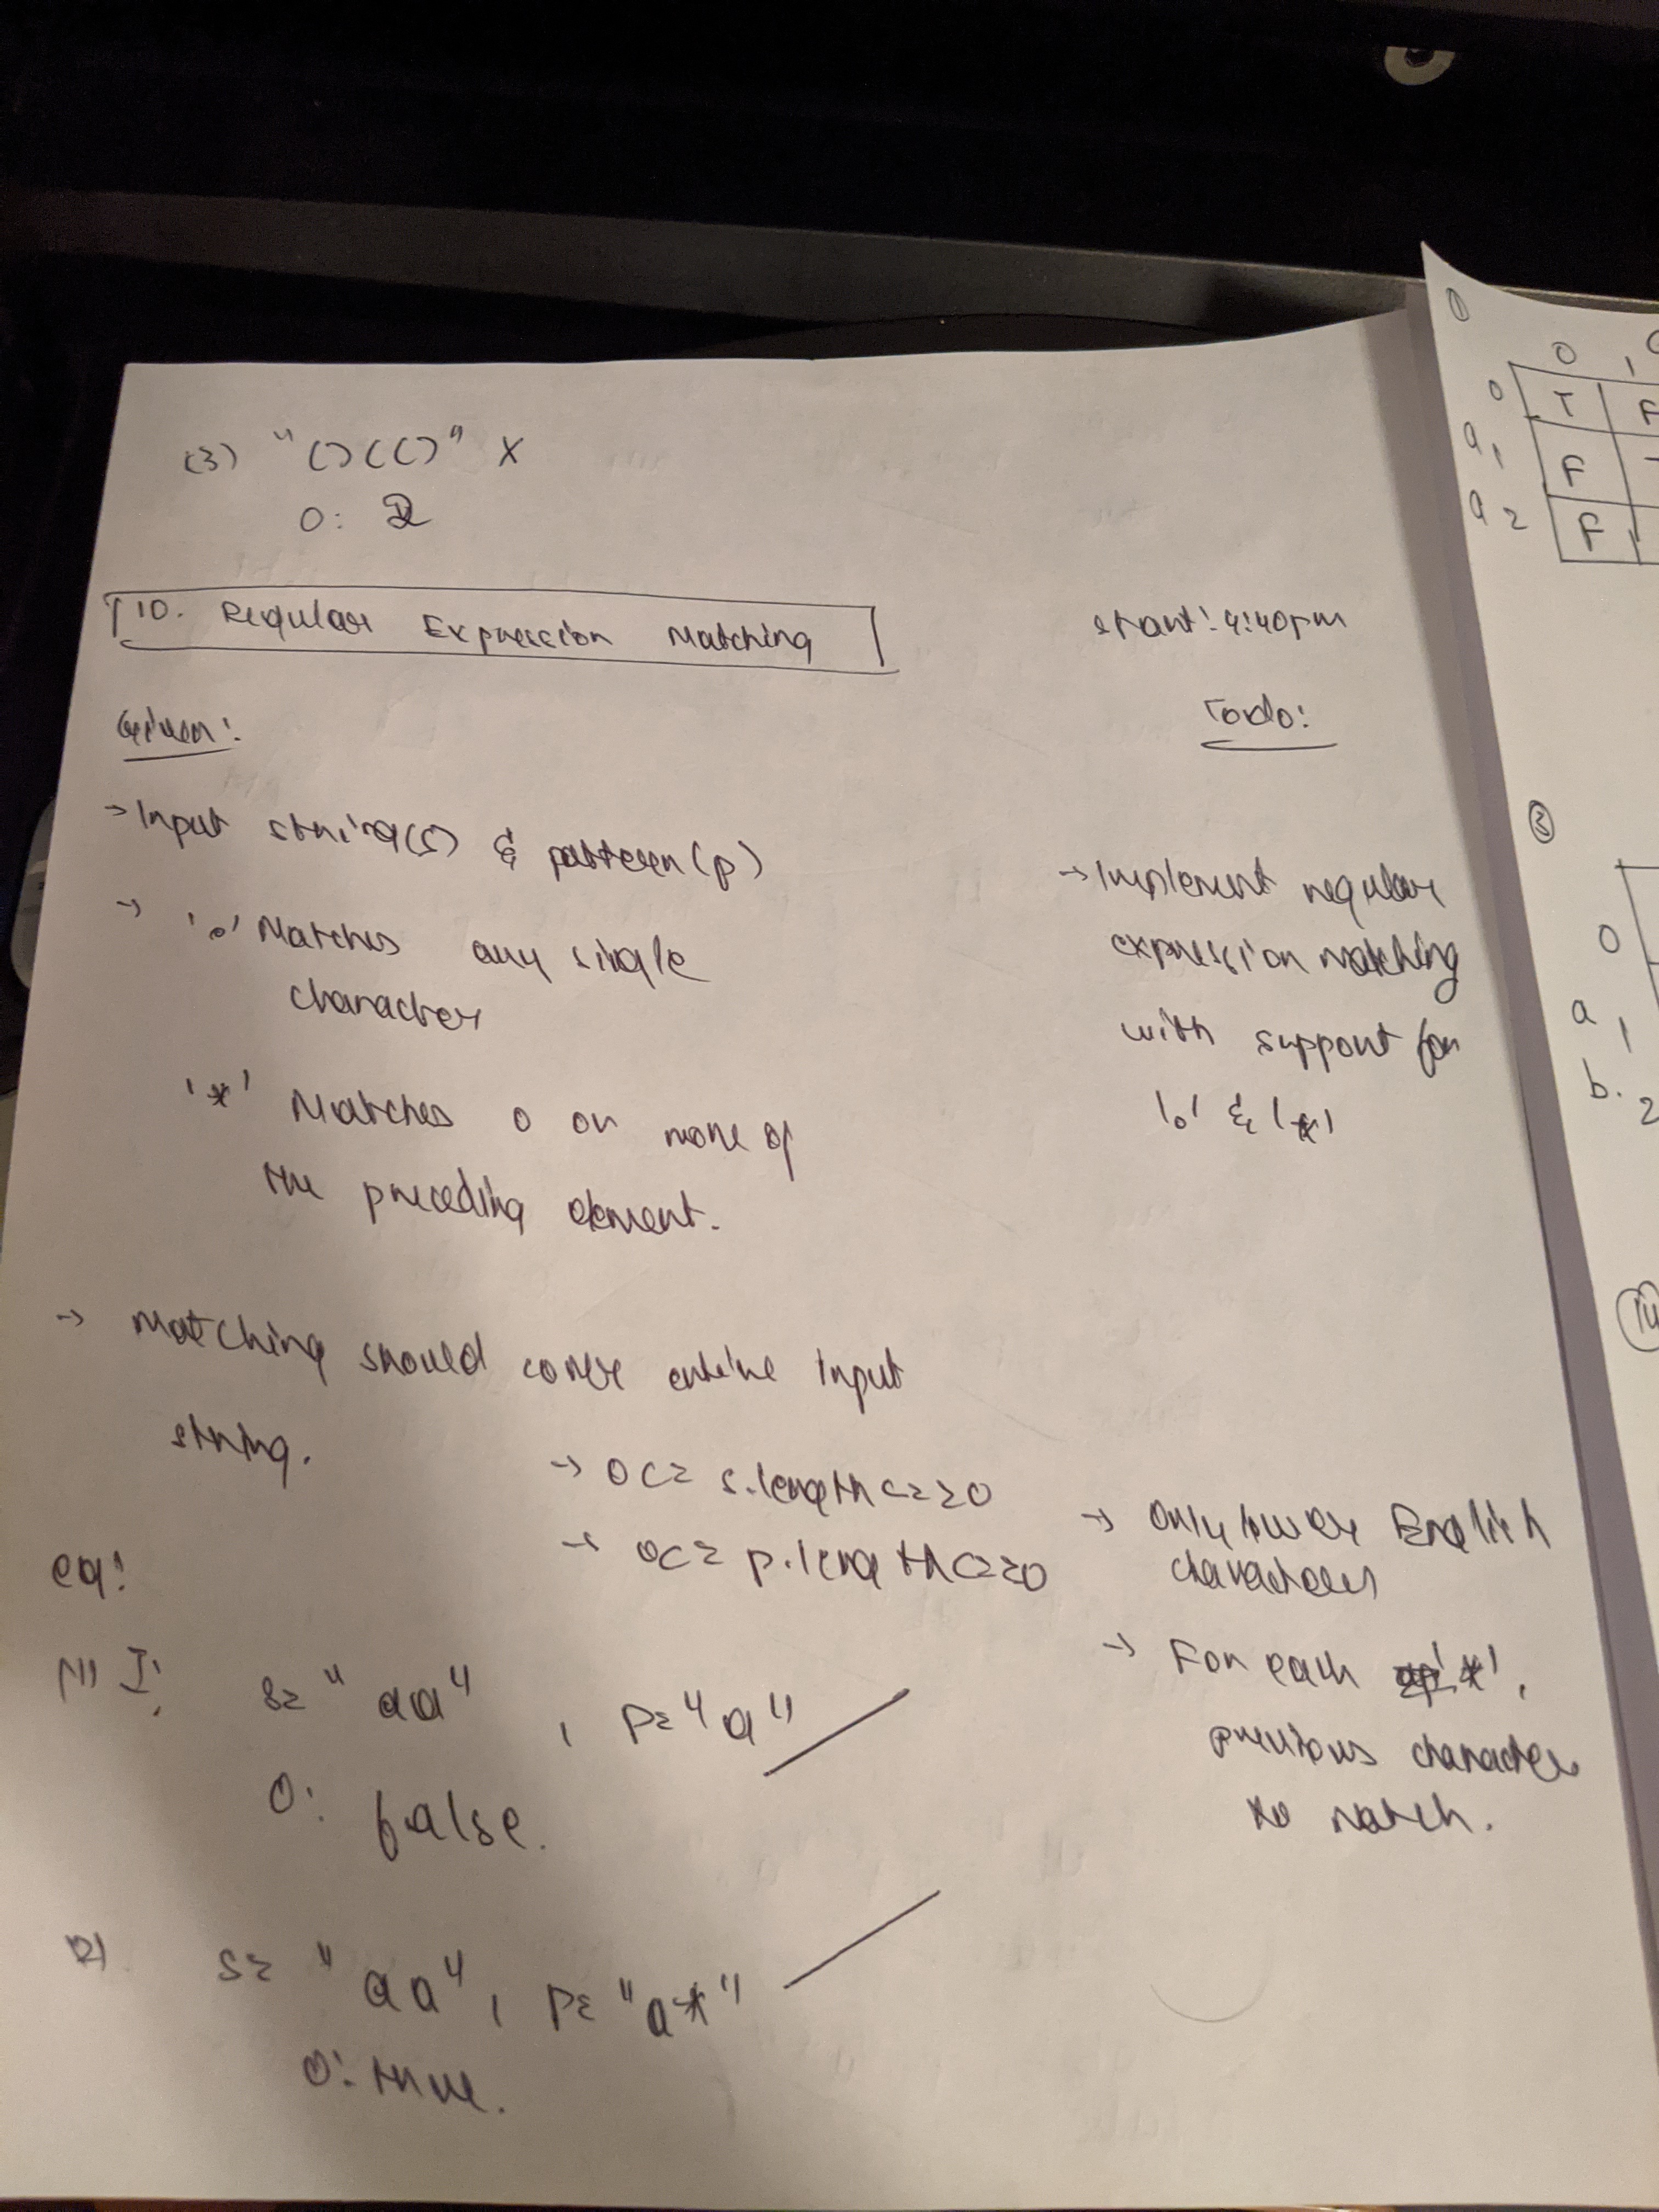 (3) "()(()" X
O: 2
10. Regular Expression Matching
start: 4:40pm
Given:
→ Input string(s) & pattern(p)
→ '.' Matches any single
character
'*' Matches 0 or more of
the preceding element.
→ Matching should cover entire input
string.
→ 0<= s.length<=20
→ 0<= p.length<=20
Todo:
→ Implement regular
expression matching
with support for
'.' & '*'
→ Only lower English
characters
→ For each '*',
previous character
to match.
eg:
I: s= "aa" , p="a"
O: false.
s= "aa", p= "a*"
O: true.
①
0 1
0 T F
a 1 F
a 2 F
③
0
a 1
b. 2